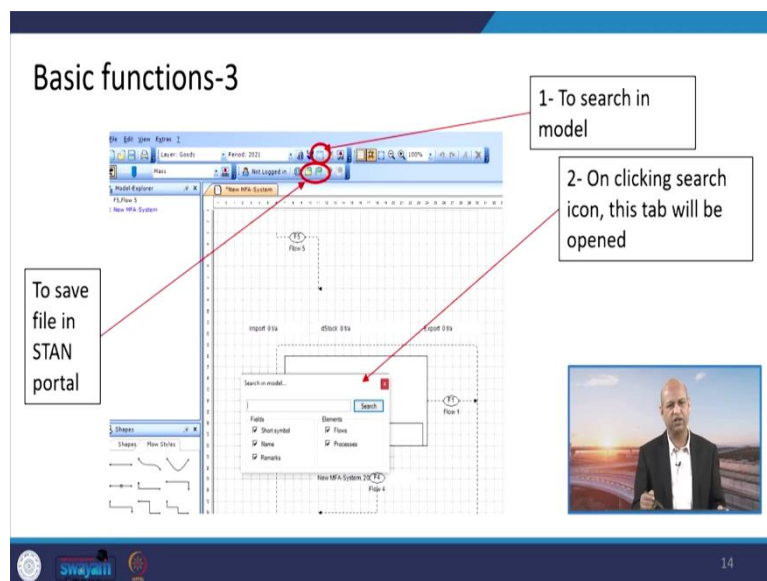 Basic functions-3
1- To search in
model
2- On clicking search
icon, this tab will be
opened
To save
file in
STAN
portal
File Edit View Extras ?
Layer: Goods
Period: 2021
100%
Mass
Not Logged in
Model-Explorer
F5,Flow 5
New MFA-System
*New MFA-System
F5
Flow 5
Import 0 t/a
dStock 0 t/a
Export 0 t/a
Search in model...
Search
Fields
Elements
Short symbol
Flows
Name
Processes
Remarks
F1
Flow 1
New MFA-System, 20
F4
Flow 4
Shapes
Shapes Flow Styles
swayam
14